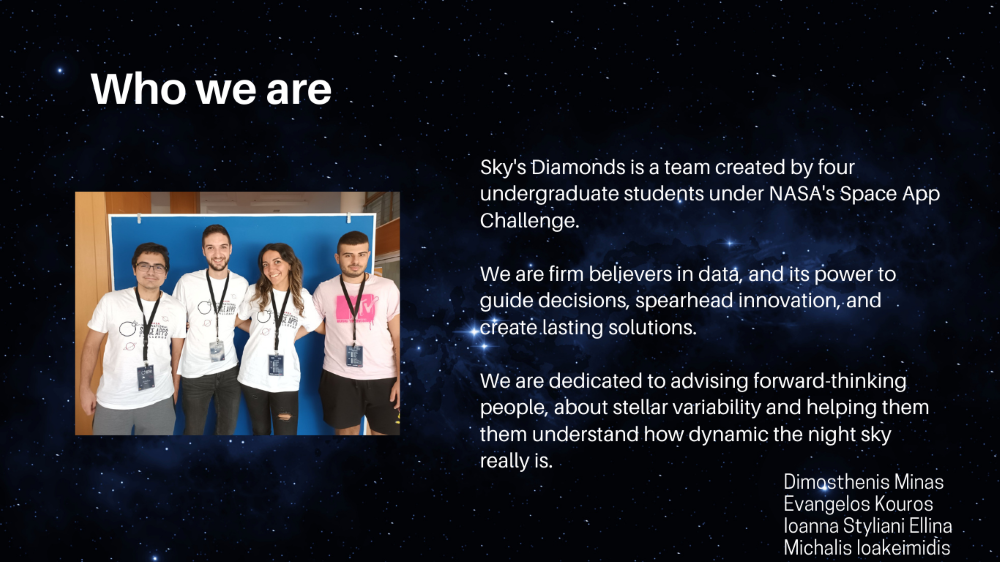 Who we are
Sky's Diamonds is a team created by four
undergraduate students under NASA's Space App
Challenge.
We are firm believers in data, and its power to
guide decisions, spearhead innovation, and
create lasting solutions.
We are dedicated to advising forward-thinking
people, about stellar variability and helping them
them understand how dynamic the night sky
really is.
Dimosthenis Minas
Evangelos Kouros
Ioanna Styliani Ellina
Michalis Ioakeimidis
SPACE APPS